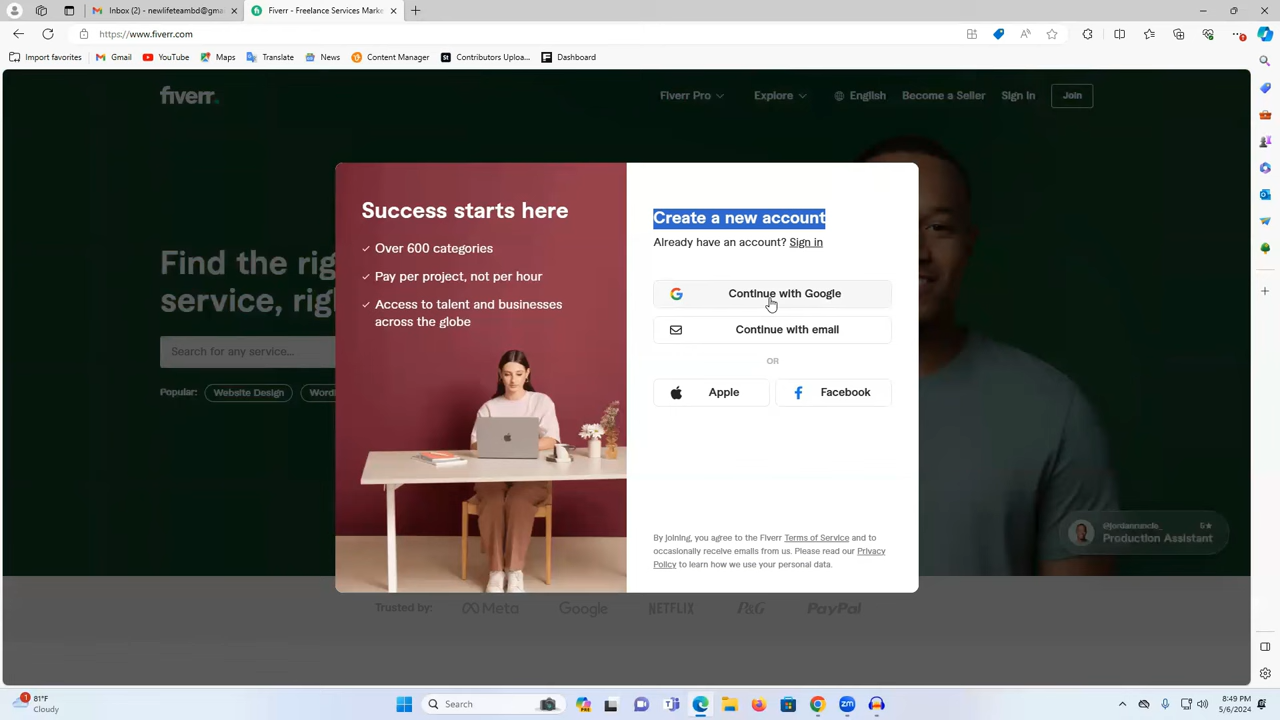 Inbox - newlifeteambd@gm
Fiverr - Freelance Services Marke
https://www.fiverr.com
Import favorites
Gmail
YouTube
Maps
Translate
News
Content Manager
Contributors Uploa...
Dashboard
fiverr.
Fiverr Pro
Explore
English
Become a Seller
Sign In
Join
Success starts here
Over 600 categories
Pay per project, not per hour
Access to talent and businesses
across the globe
Create a new account
Already have an account? Sign in
Continue with Google
Continue with email
OR
Apple
Facebook
By joining, you agree to the Fiverr Terms of Service and to
occasionally receive emails from us. Please read our Privacy
Policy to learn how we use your personal data.
Find the ri
service, rig
Search for any service...
Popular:
Website Design
Word
5★
Production Assistant
Trusted by:
Meta
Google
NETFLIX
P&G
PayPal
81°F
Cloudy
Search
8:49 PM
5/6/2024